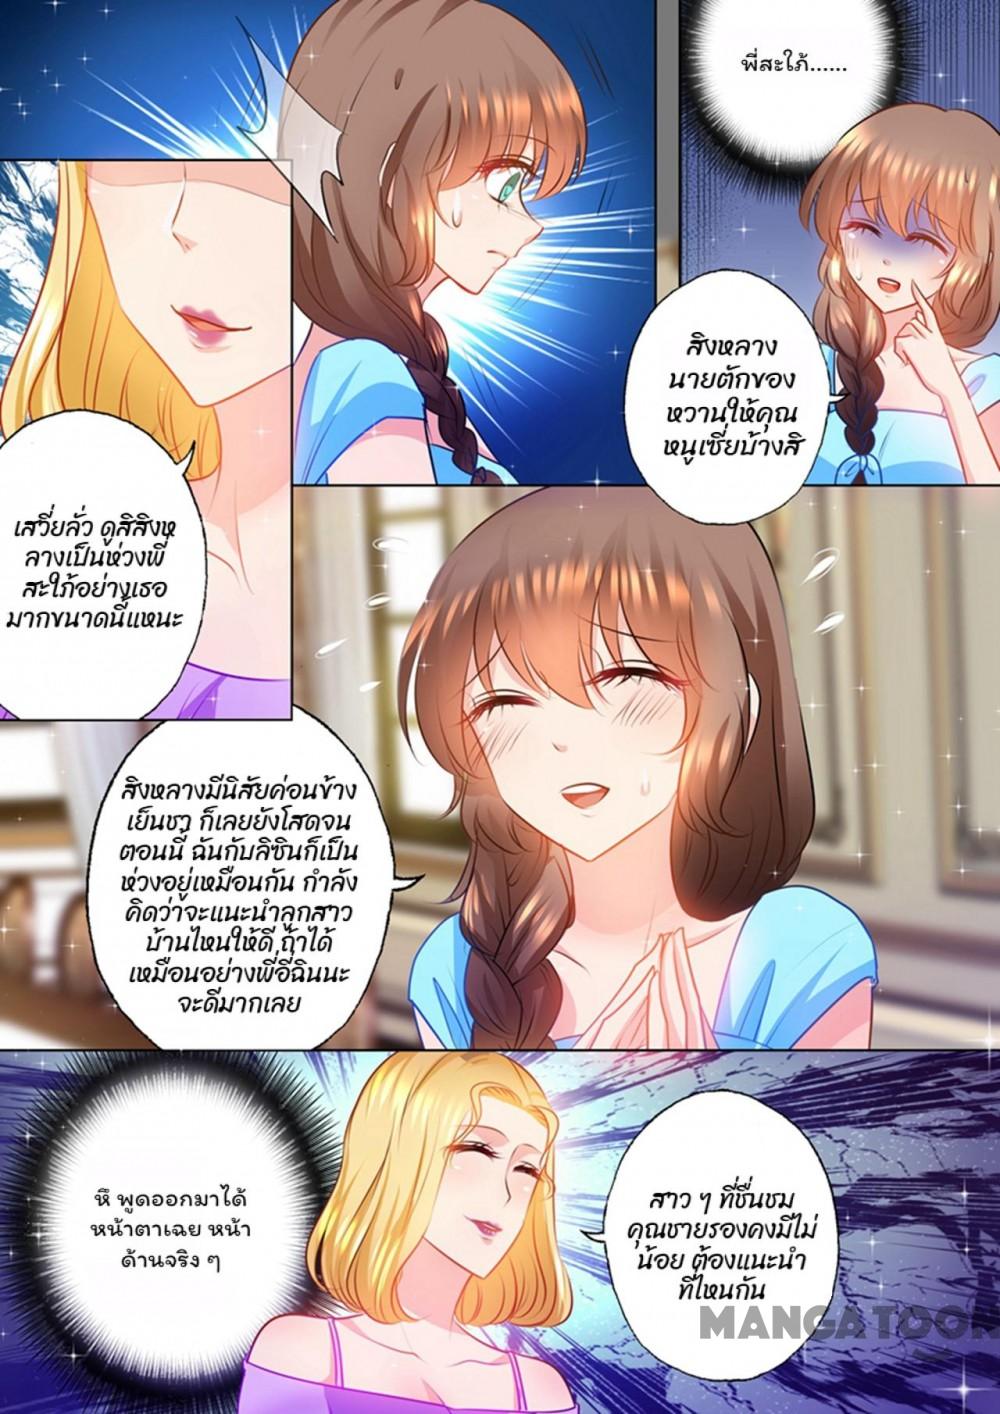 พี่สะใภ้......
สิงหลาง
นายตักของ
หวานให้คุณ
หนูเซี่ยบ้างสิ
เสวี่ยลั่ว ดูสิสิงห
ลางเป็นห่วงพี่
สะใภ้อย่างเธอ
มากขนาดนี้แหนะ
สิงหลางมีนิสัยค่อนข้าง
เย็นชา ก็เลยยังโสดจน
ตอนนี้ ฉันกับลิซินก็เป็น
ห่วงอยู่เหมือนกัน กำลัง
คิดว่าจะแนะนำลูกสาว
บ้านไหนให้ดี ถ้าได้
เหมือนอย่างพี่อี๋ฉินนะ
จะดีมากเลย
หึ พูดออกมาได้
หน้าตาเฉย หน้า
ด้านจริง ๆ
สาว ๆ ที่ชื่นชม
คุณชายรองคงมีไม่
น้อย ต้องแนะนำ
ที่ไหนกัน
MANGATOON